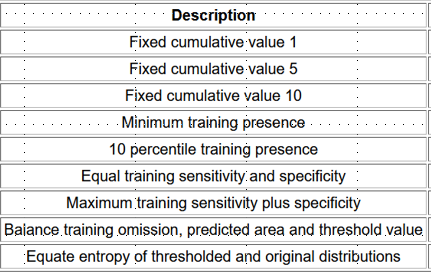 Description
Fixed cumulative value 1
Fixed cumulative value 5
Fixed cumulative value 10
Minimum training presence
10 percentile training presence
Equal training sensitivity and specificity
Maximum training sensitivity plus specificity
Balance training omission, predicted area and threshold value
Equate entropy of thresholded and original distributions